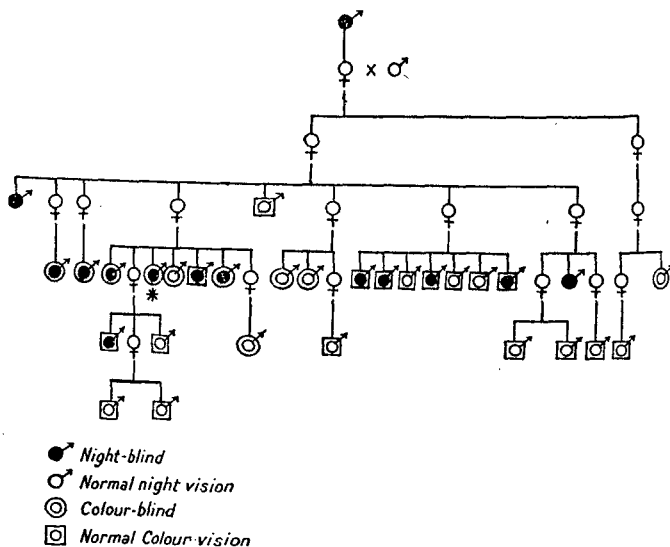 x
*
Night-blind
Normal night vision
Colour-blind
Normal Colour-vision